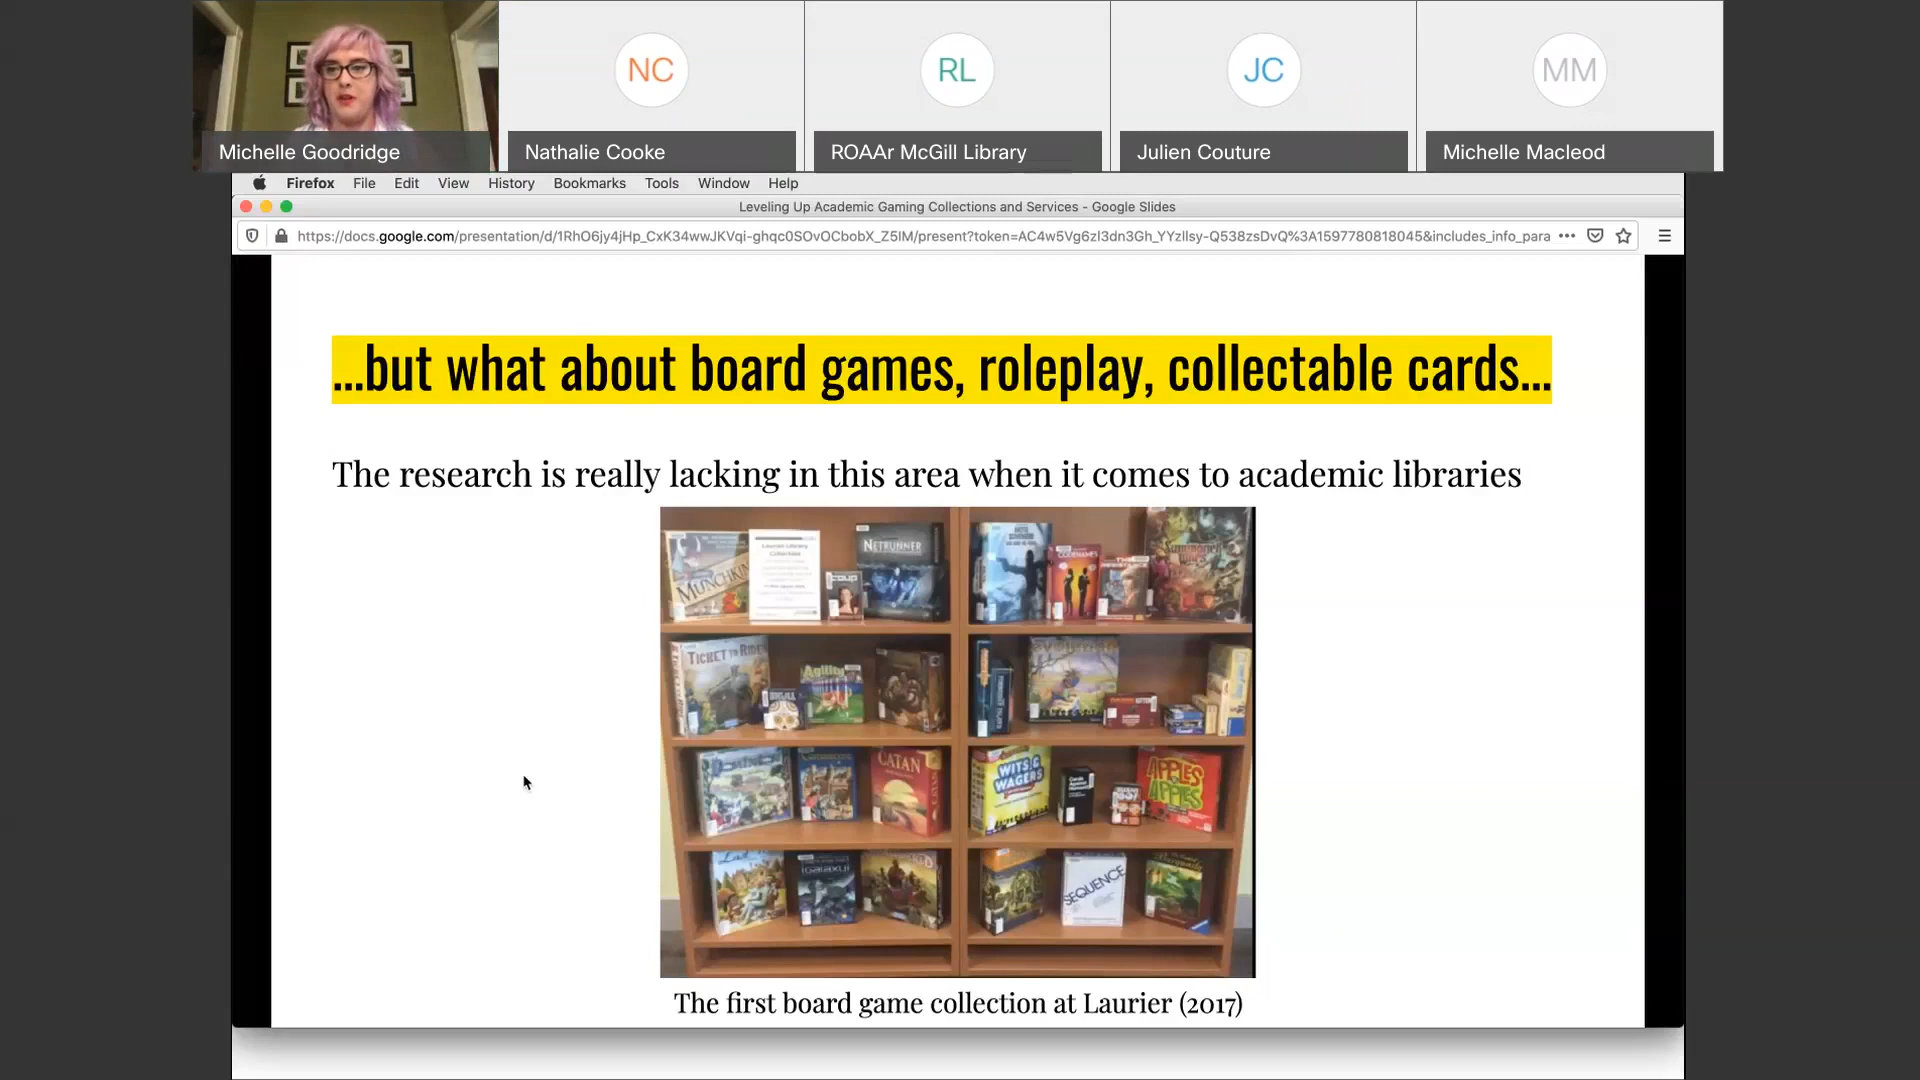 NC
RL
JC
MM
Michelle Goodridge
Nathalie Cooke
ROAAr McGill Library
Julien Couture
Michelle Macleod
Firefox File Edit View History Bookmarks Tools Window Help
Leveling Up Academic Gaming Collections and Services - Google Slides
https://docs.google.com/presentation/d/1RhO6jy4jHp_CxK34wwJKVqi-ghqc0SOvOCbobX_Z5IM/present?token=AC4w5Vg6zI3dn3Gh_YYzllsy-Q538zsDvQ%3A1597780818045&includes_info_para
...but what about board games, roleplay, collectable cards...
The research is really lacking in this area when it comes to academic libraries
MUNCHKIN
COUP
NETRUNNER
CODENAMES
TICKET TO RIDE
Agility
EVOLUTION
CATAN
WITS & WAGERS
APPLES to APPLES
SEQUENCE
The first board game collection at Laurier (2017)